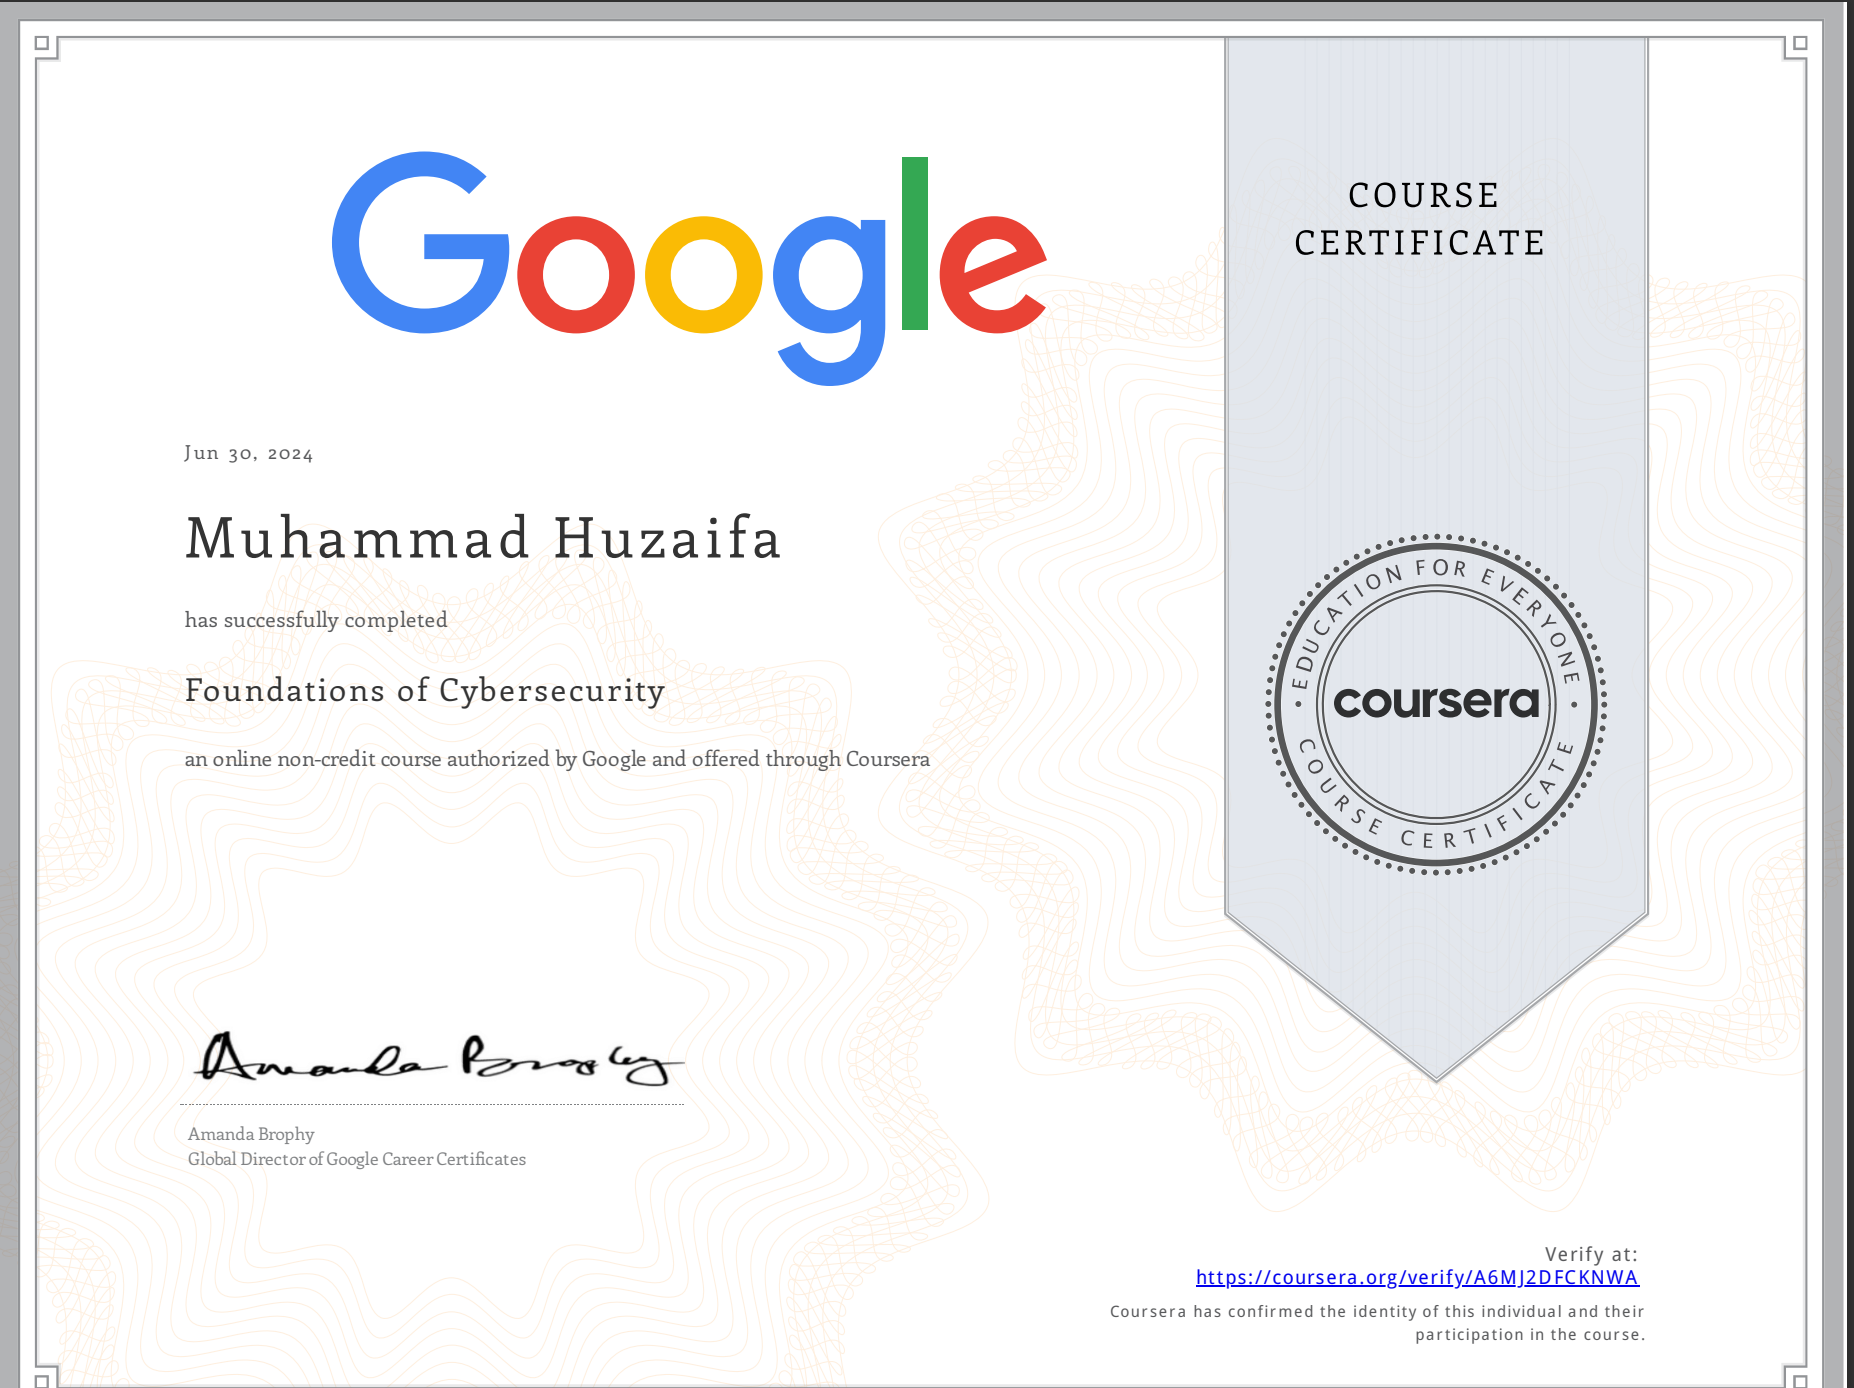 Google
COURSE
CERTIFICATE
Jun 30, 2024
Muhammad Huzaifa
has successfully completed
Foundations of Cybersecurity
an online non-credit course authorized by Google and offered through Coursera
EDUCATION FOR EVERYONE
coursera
COURSE CERTIFICATE
Amanda Brophy
Amanda Brophy
Global Director of Google Career Certificates
Verify at:
https://coursera.org/verify/A6MJ2DFCKNWA
Coursera has confirmed the identity of this individual and their
participation in the course.